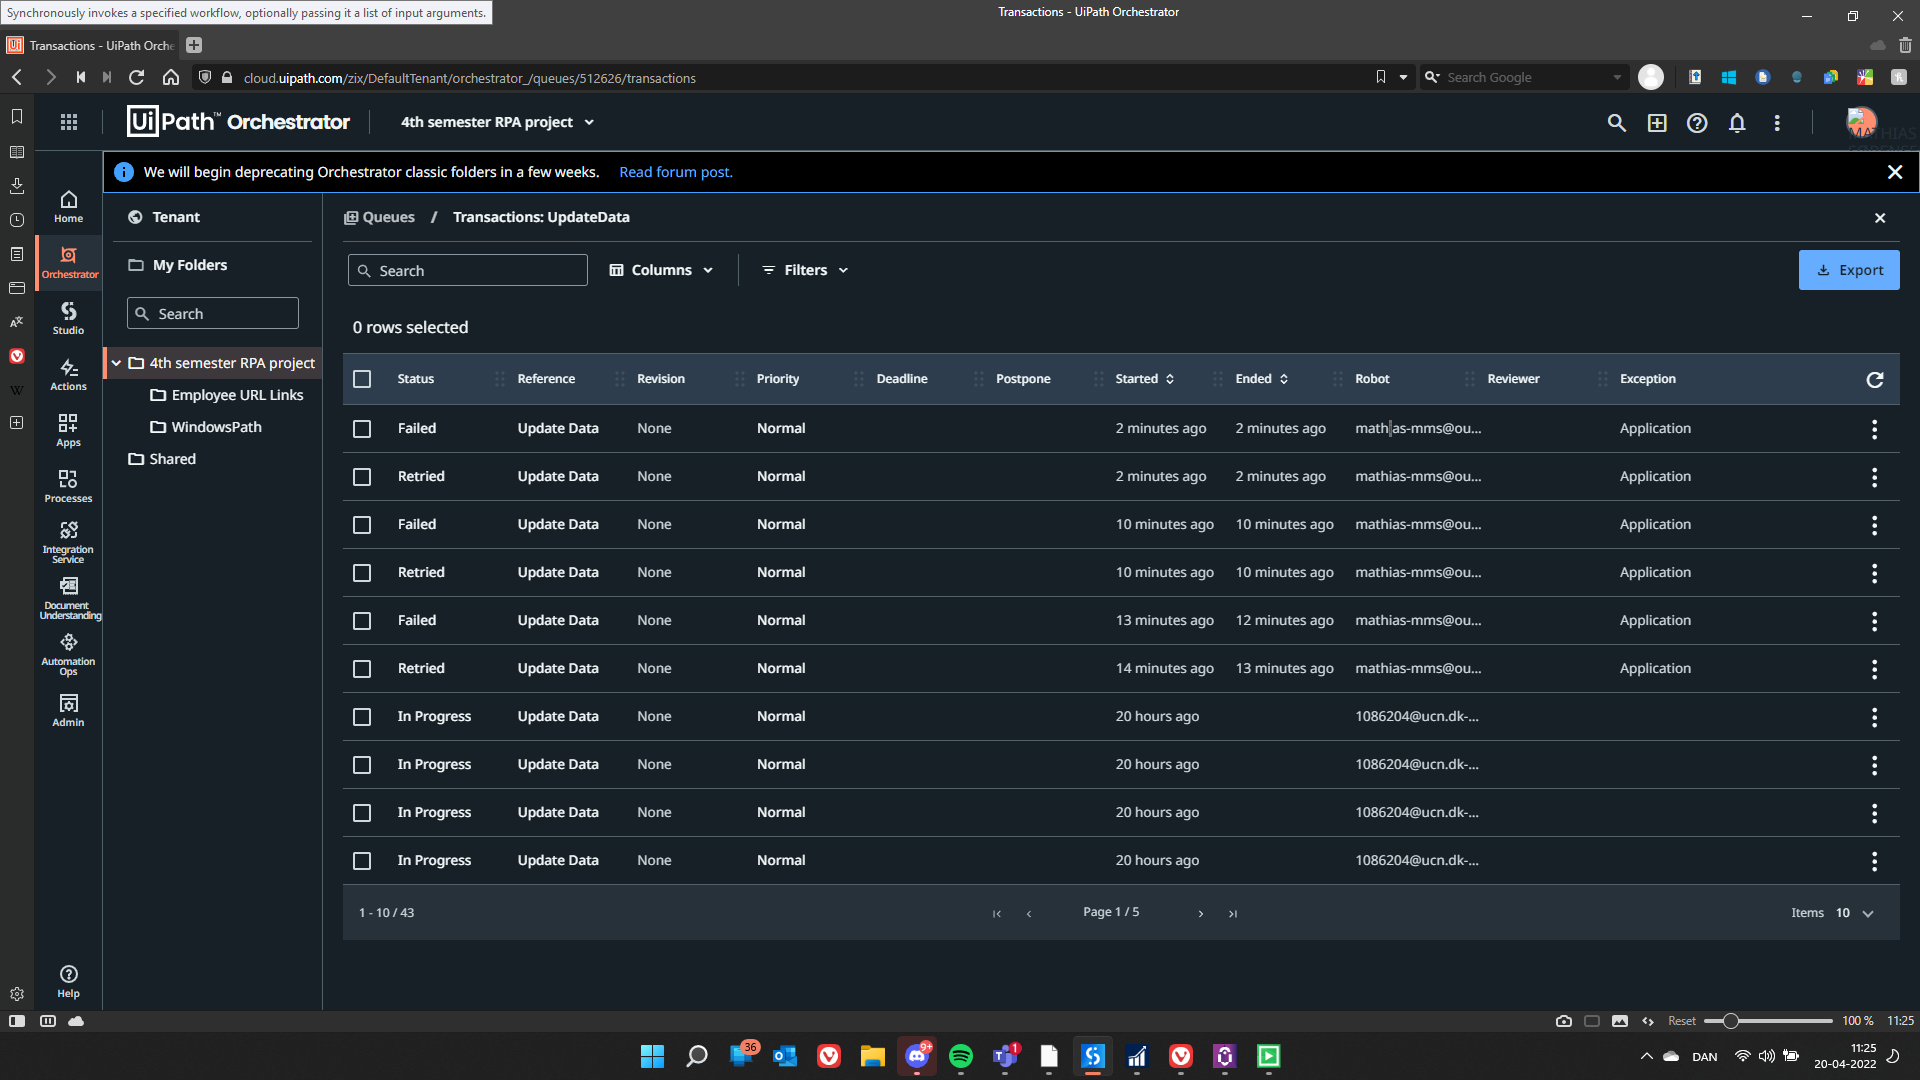 Synchronously invokes a specified workflow, optionally passing it a list of input arguments.
Transactions - UiPath Orchestrator
Transactions - UiPath Orche
cloud.uipath.com/zix/DefaultTenant/orchestrator_/queues/512626/transactions
Search Google
UiPath™ Orchestrator
4th semester RPA project
MATHIAS
We will begin deprecating Orchestrator classic folders in a few weeks. Read forum post.
Home
Orchestrator
Studio
Actions
Apps
Processes
Integration Service
Document Understanding
Automation Ops
Admin
Help
Tenant
My Folders
Search
4th semester RPA project
Employee URL Links
WindowsPath
Shared
Queues / Transactions: UpdateData
Search
Columns
Filters
Export
0 rows selected
Status Reference Revision Priority Deadline Postpone Started Ended Robot Reviewer Exception
Failed Update Data None Normal 2 minutes ago 2 minutes ago mathias-mms@ou... Application
Retried Update Data None Normal 2 minutes ago 2 minutes ago mathias-mms@ou... Application
Failed Update Data None Normal 10 minutes ago 10 minutes ago mathias-mms@ou... Application
Retried Update Data None Normal 10 minutes ago 10 minutes ago mathias-mms@ou... Application
Failed Update Data None Normal 13 minutes ago 12 minutes ago mathias-mms@ou... Application
Retried Update Data None Normal 14 minutes ago 13 minutes ago mathias-mms@ou... Application
In Progress Update Data None Normal 20 hours ago 1086204@ucn.dk-...
In Progress Update Data None Normal 20 hours ago 1086204@ucn.dk-...
In Progress Update Data None Normal 20 hours ago 1086204@ucn.dk-...
In Progress Update Data None Normal 20 hours ago 1086204@ucn.dk-...
1 - 10 / 43
Page 1 / 5
Items 10
Reset 100 % 11:25
36
9+
1
DAN
11:25
20-04-2022